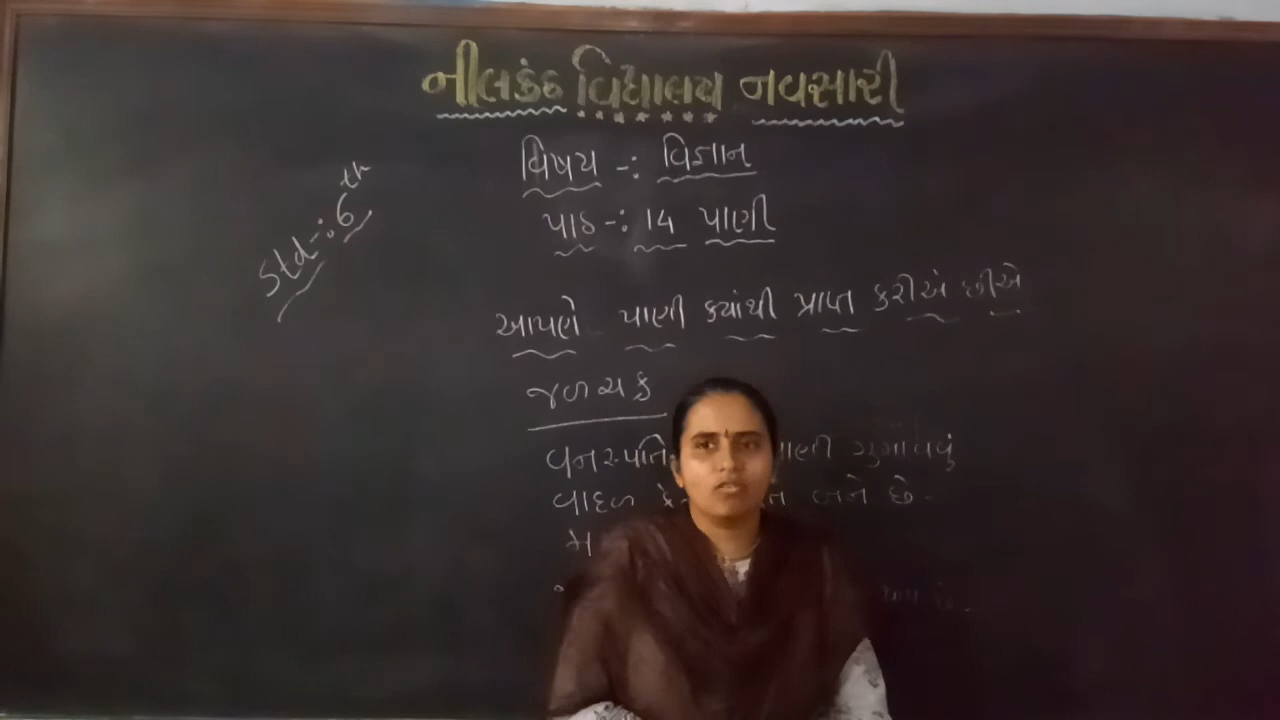 નીલકંઠ વિદ્યાલય નવસારી
વિષય -: વિજ્ઞાન
Std-: 6th
પાઠ-: 14 પાણી
આપણે પાણી ક્યાંથી પ્રાપ્ત કરીએ છીએ
જળચક્ર
વનસ્પતિ ગુમાવવું
વાદળ બને છે.